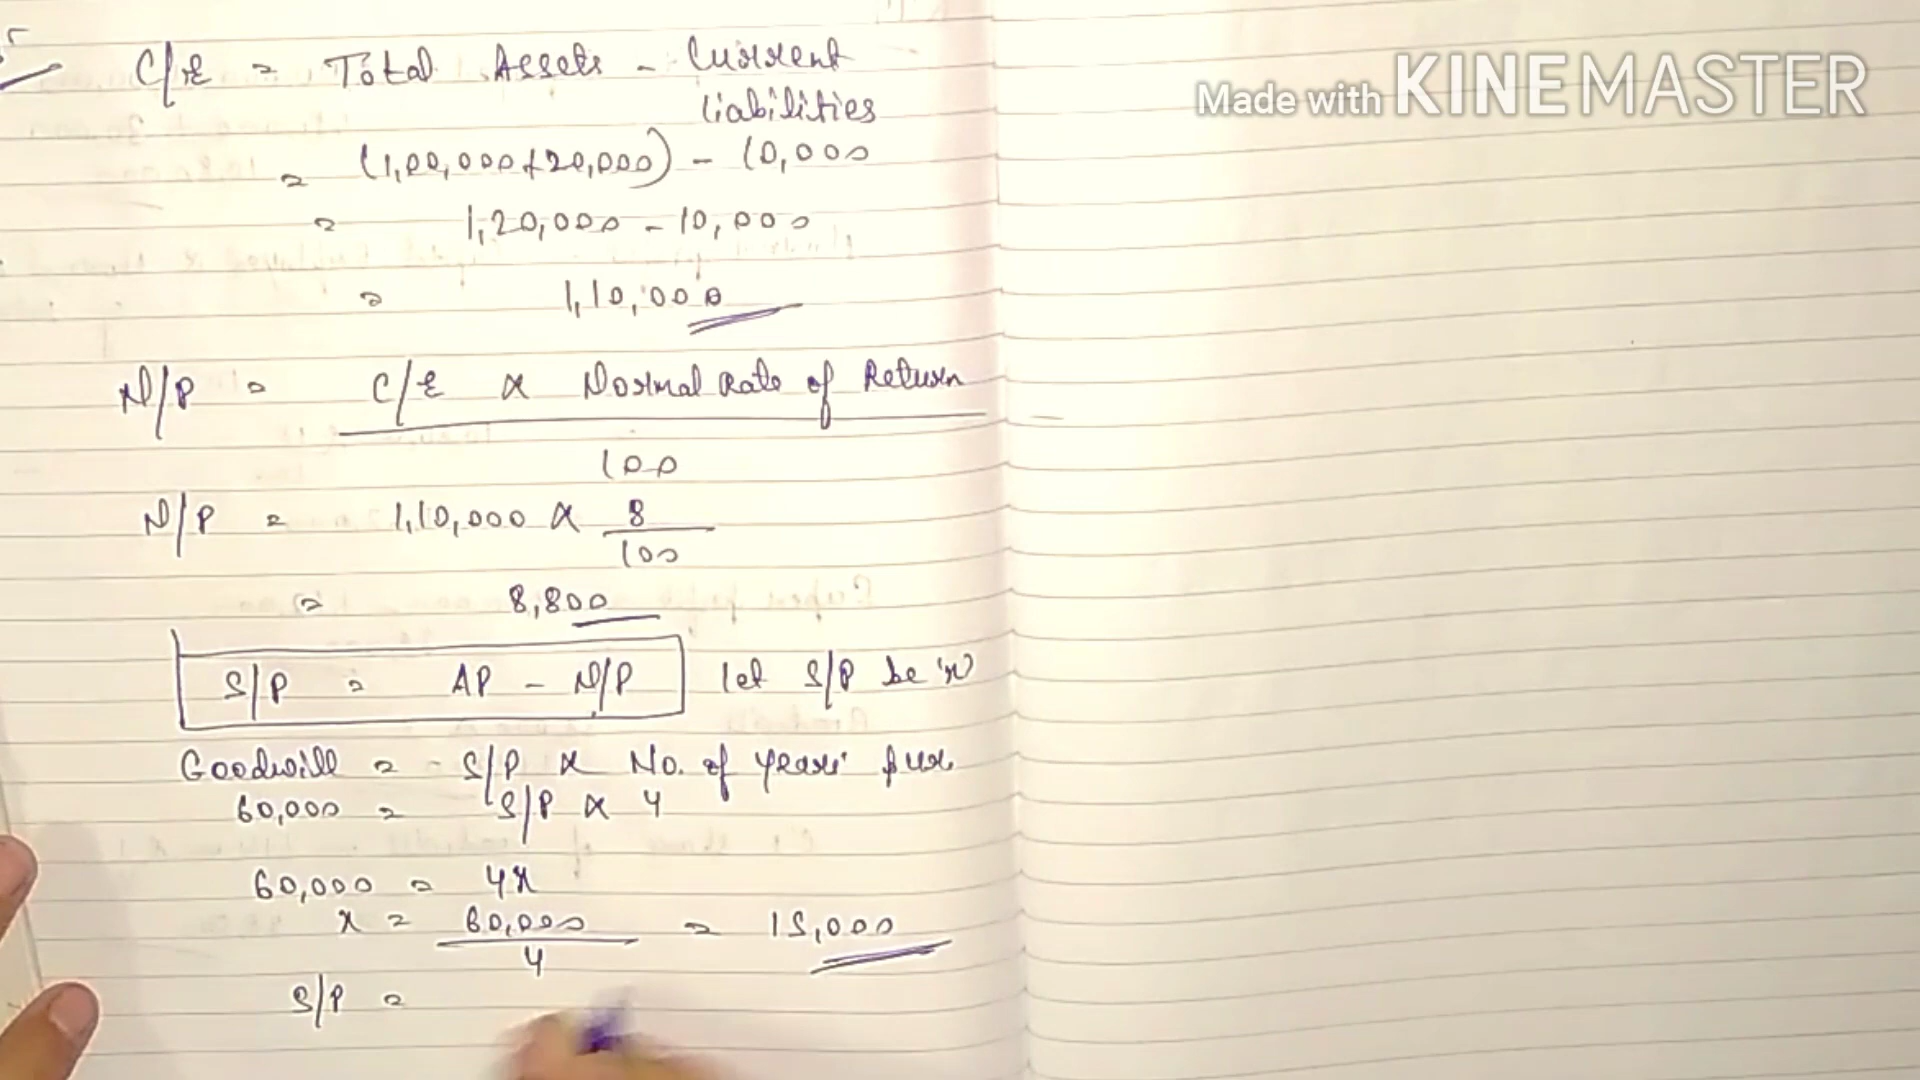 C/E = Total Assets - Current
liabilities
= (1,00,000+20,000) - 10,000
= 1,20,000 - 10,000
= 1,10,000
N/P = C/E x Normal Rate of Return
100
N/P = 1,10,000 x 8
100
= 8,800
S/P = AP - N/P let S/P be 'x'
Goodwill = S/P x No. of years' pur.
60,000 = S/P x 4
60,000 = 4x
x = 60,000 = 15,000
4
S/P =
Made with KINEMASTER